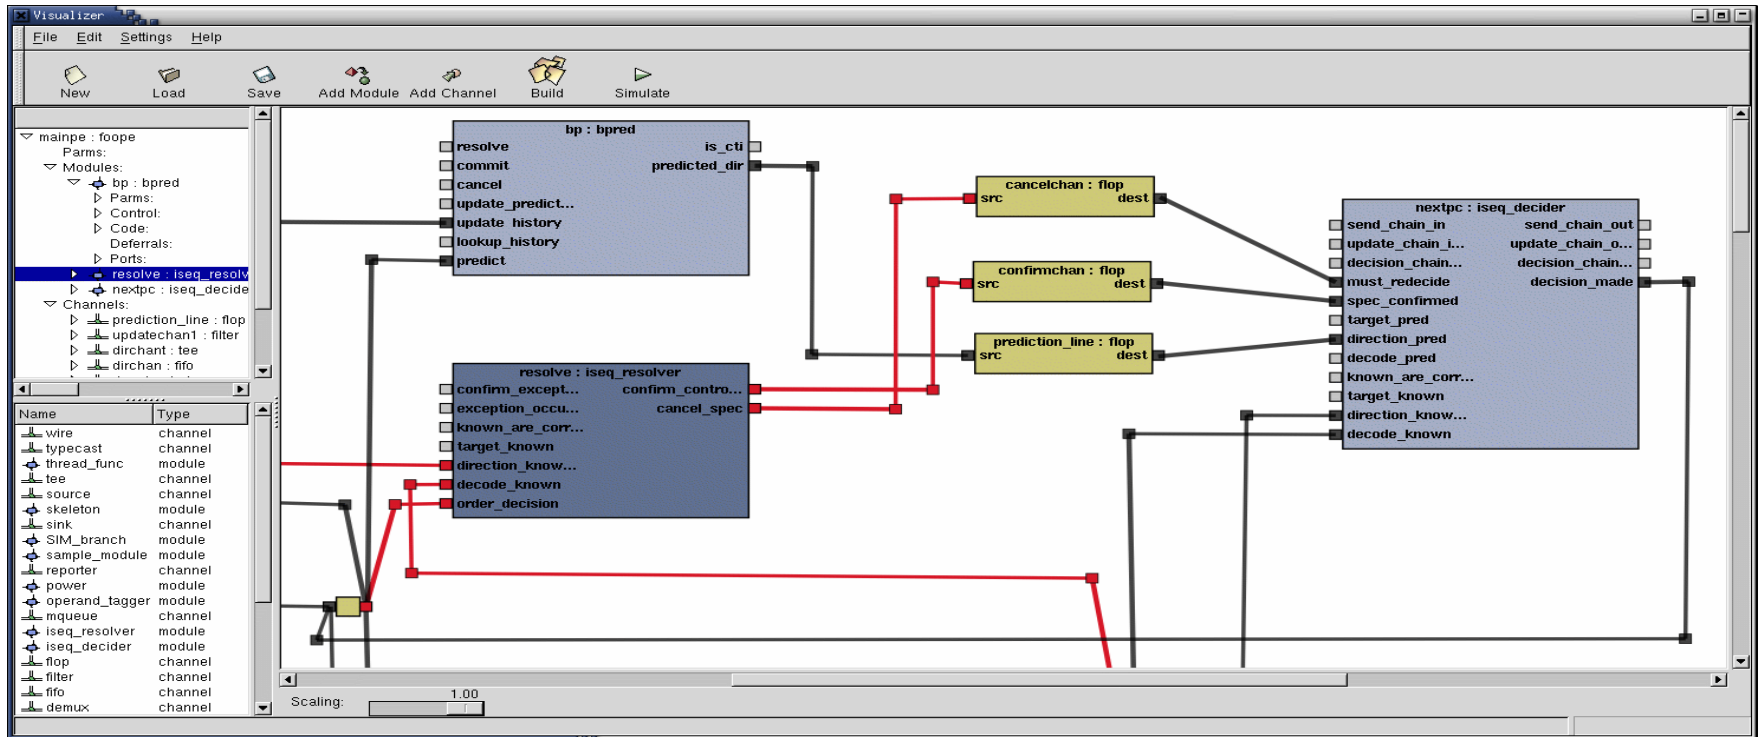 Visualizer
File Edit Settings Help
New Load Save Add Module Add Channel Build Simulate
mainpe : foope
Parms:
Modules:
bp : bpred
Parms:
Control:
Code:
Deferrals:
Ports:
resolve : iseq_resolv
nextpc : iseq_decide
Channels:
prediction_line : flop
updatechan1 : filter
dirchant : tee
dirchan : fifo
Name Type
wire channel
typecast channel
thread_func module
tee channel
source channel
skeleton module
sink channel
SIM_branch module
sample_module module
reporter channel
power module
operand_tagger module
mqueue channel
iseq_resolver module
iseq_decider module
flop channel
filter channel
fifo channel
demux channel
bp : bpred
resolve is_cti
commit predicted_dir
cancel
update_predict...
update_history
lookup_history
predict
resolve : iseq_resolver
confirm_except... confirm_contro...
exception_occu... cancel_spec
known_are_corr...
target_known
direction_know...
decode_known
order_decision
cancelchan : flop
src dest
confirmchan : flop
src dest
prediction_line : flop
src dest
nextpc : iseq_decider
send_chain_in send_chain_out
update_chain_i... update_chain_o...
decision_chain... decision_chain...
must_redecide decision_made
spec_confirmed
target_pred
direction_pred
decode_pred
known_are_corr...
target_known
direction_know...
decode_known
Scaling: 1.00